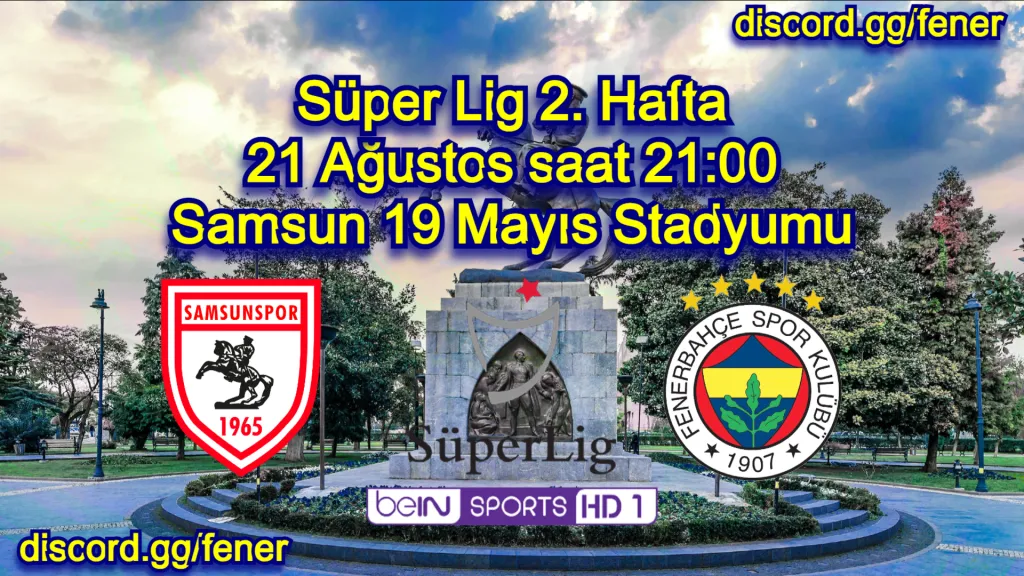 discord.gg/fener
Süper Lig 2. Hafta
21 Ağustos saat 21:00
Samsun 19 Mayıs Stadyumu
SAMSUNSPOR
1965
FENERBAHÇE SPOR KULÜBÜ
1907
SüperLig
beIN SPORTS HD 1
discord.gg/fener